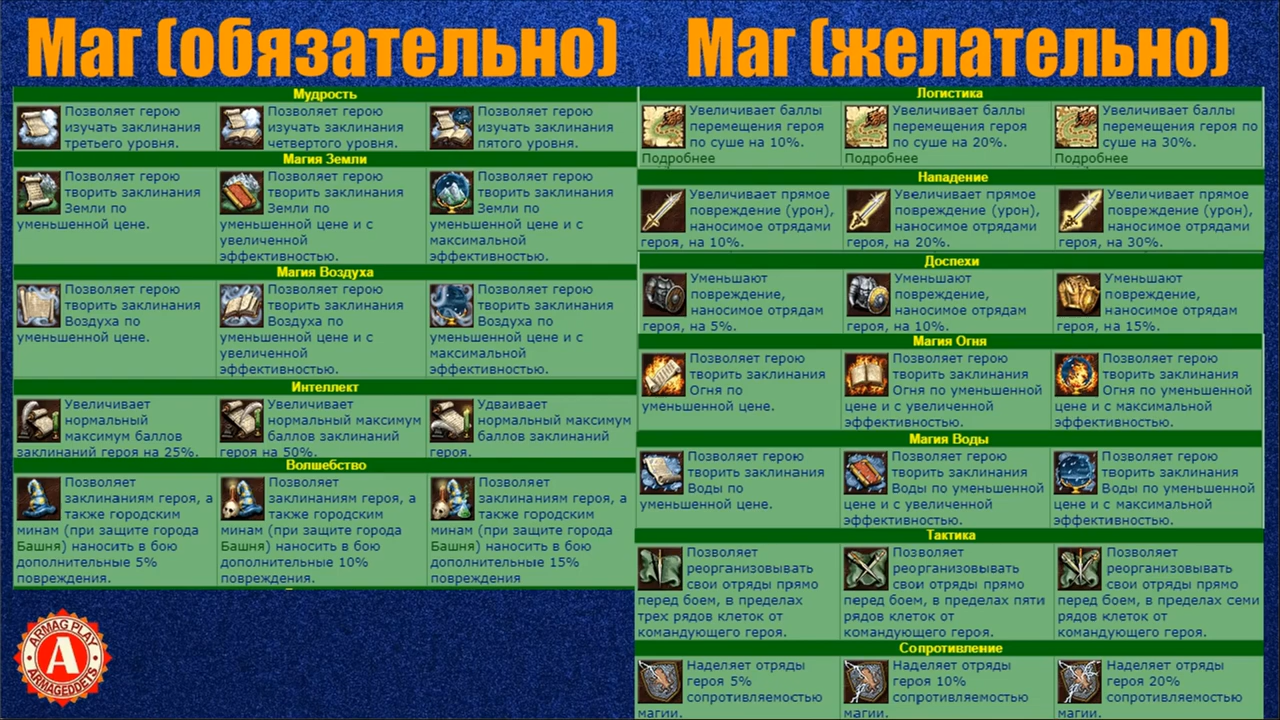 Маг (обязательно)
Мудрость
Позволяет герою
изучать заклинания
третьего уровня.
Позволяет герою
изучать заклинания
четвертого уровня.
Позволяет герою
изучать заклинания
пятого уровня.
Магия Земли
Позволяет герою
творить заклинания
Земли по
уменьшенной цене.
Позволяет герою
творить заклинания
Земли по
уменьшенной цене и с
увеличенной
эффективностью.
Позволяет герою
творить заклинания
Земли по
уменьшенной цене и с
максимальной
эффективностью.
Магия Воздуха
Позволяет герою
творить заклинания
Воздуха по
уменьшенной цене.
Позволяет герою
творить заклинания
Воздуха по
уменьшенной цене и с
увеличенной
эффективностью.
Позволяет герою
творить заклинания
Воздуха по
уменьшенной цене и с
максимальной
эффективностью.
Интеллект
Увеличивает
нормальный
максимум баллов
заклинаний героя на 25%.
Увеличивает
нормальный максимум
баллов заклинаний
героя на 50%.
Удваивает
нормальный максимум
баллов заклинаний
героя.
Волшебство
Позволяет
заклинаниям героя, а
также городским
минам (при защите города
Башня) наносить в бою
дополнительные 5%
повреждения.
Позволяет
заклинаниям героя, а
также городским
минам (при защите города
Башня) наносить в бою
дополнительные 10%
повреждения.
Позволяет
заклинаниям героя, а
также городским
минам (при защите города
Башня) наносить в бою
дополнительные 15%
повреждения
ARMAG PLAY
A
ARMAGEDDETS
Маг (желательно)
Логистика
Увеличивает баллы
перемещения героя
по суше на 10%.
Подробнее
Увеличивает баллы
перемещения героя
по суше на 20%.
Подробнее
Увеличивает баллы
перемещения героя по
суше на 30%.
Подробнее
Нападение
Увеличивает прямое
повреждение (урон),
наносимое отрядами
героя, на 10%.
Увеличивает прямое
повреждение (урон),
наносимое отрядами
героя, на 20%.
Увеличивает прямое
повреждение (урон),
наносимое отрядами
героя, на 30%.
Доспехи
Уменьшают
повреждение,
наносимое отрядам
героя, на 5%.
Уменьшают
повреждение,
наносимое отрядам
героя, на 10%.
Уменьшают
повреждение,
наносимое отрядам
героя, на 15%.
Магия Огня
Позволяет герою
творить заклинания
Огня по
уменьшенной цене.
Позволяет герою
творить заклинания
Огня по уменьшенной
цене и с увеличенной
эффективностью.
Позволяет герою
творить заклинания
Огня по уменьшенной
цене и с максимальной
эффективностью.
Магия Воды
Позволяет герою
творить заклинания
Воды по
уменьшенной цене.
Позволяет герою
творить заклинания
Воды по уменьшенной
цене и с увеличенной
эффективностью.
Позволяет герою
творить заклинания
Воды по уменьшенной
цене и с максимальной
эффективностью.
Тактика
Позволяет
реорганизовывать
свои отряды прямо
перед боем, в пределах
трех рядов клеток от
командующего героя.
Позволяет
реорганизовывать
свои отряды прямо
перед боем, в пределах пяти
рядов клеток от
командующего героя.
Позволяет
реорганизовывать
свои отряды прямо
перед боем, в пределах семи
рядов клеток от
командующего героя.
Сопротивление
Наделяет отряды
героя 5%
сопротивляемостью
магии.
Наделяет отряды
героя 10%
сопротивляемостью
магии.
Наделяет отряды
героя 20%
сопротивляемостью
магии.